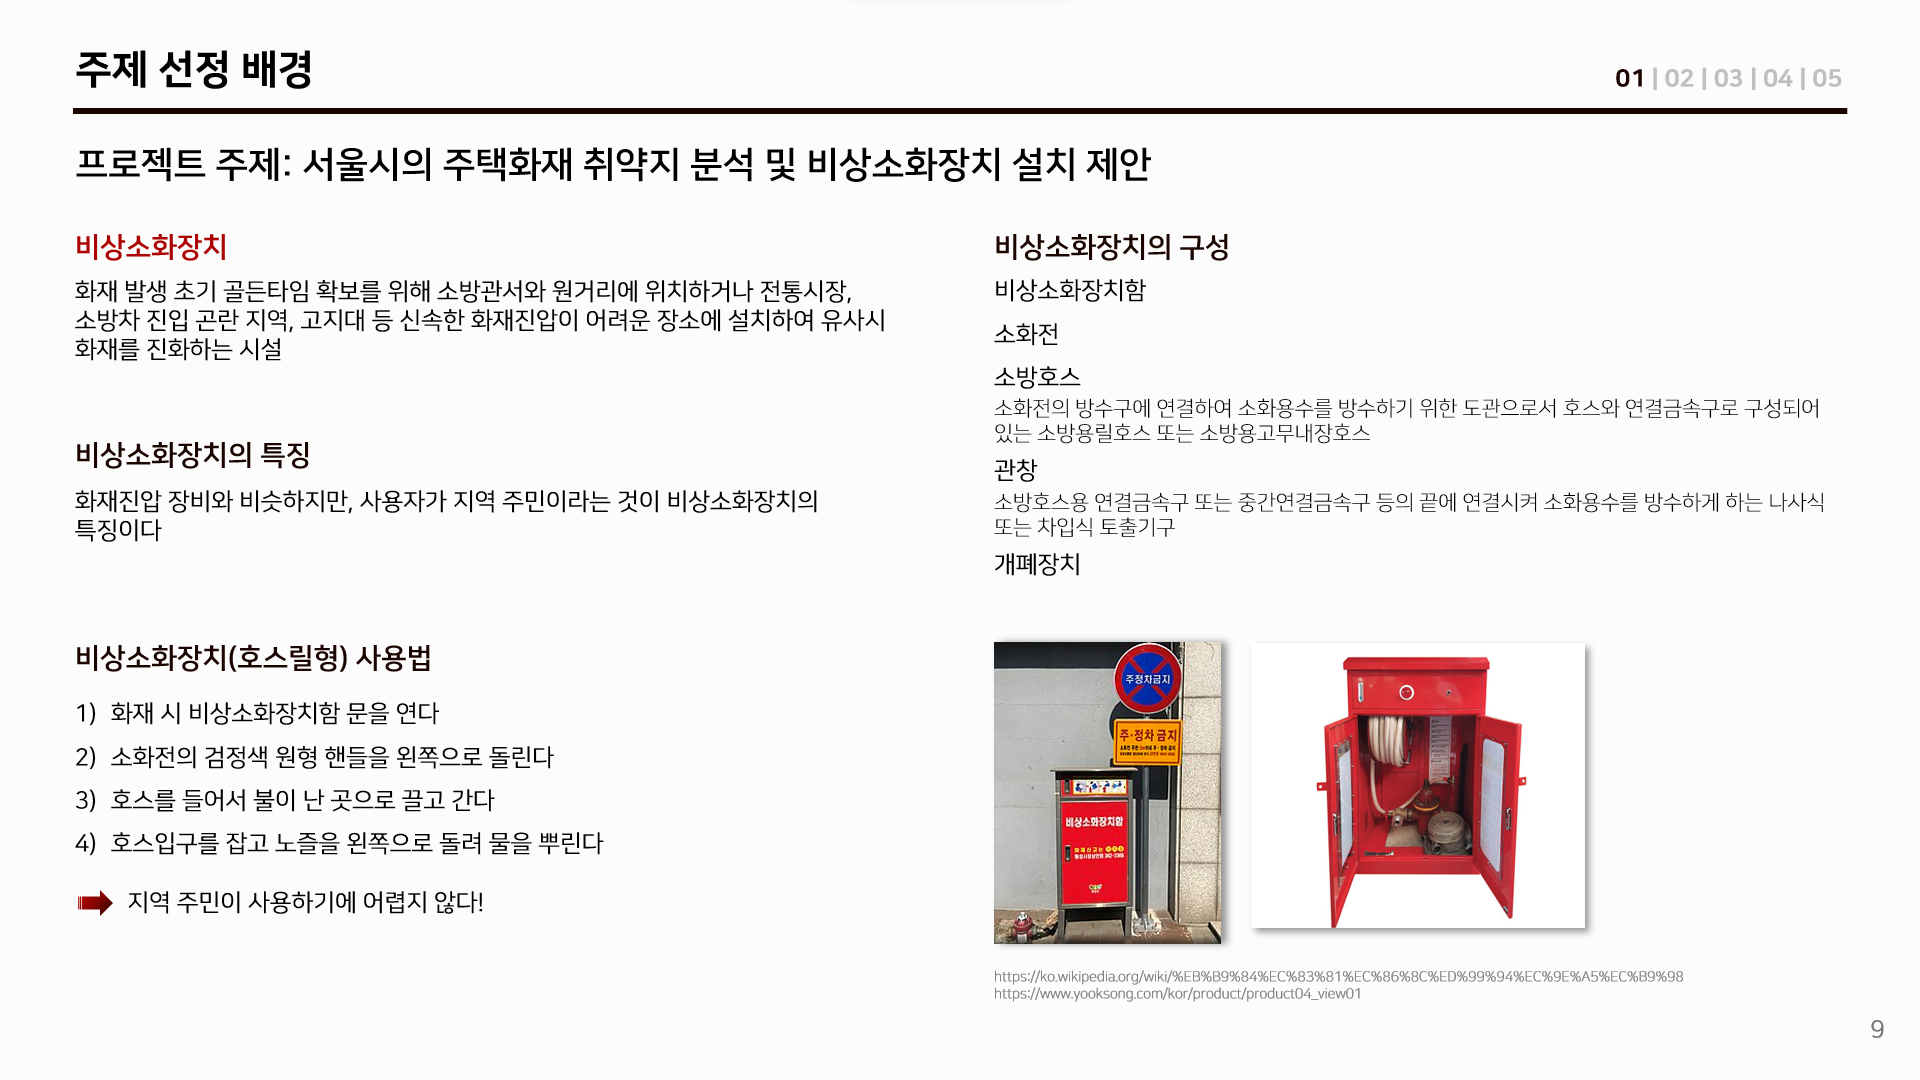 주제 선정 배경
01 | 02 | 03 | 04 | 05
프로젝트 주제: 서울시의 주택화재 취약지 분석 및 비상소화장치 설치 제안
비상소화장치
화재 발생 초기 골든타임 확보를 위해 소방관서와 원거리에 위치하거나 전통시장,
소방차 진입 곤란 지역, 고지대 등 신속한 화재진압이 어려운 장소에 설치하여 유사시
화재를 진화하는 시설
비상소화장치의 특징
화재진압 장비와 비슷하지만, 사용자가 지역 주민이라는 것이 비상소화장치의
특징이다
비상소화장치(호스릴형) 사용법
1) 화재 시 비상소화장치함 문을 연다
2) 소화전의 검정색 원형 핸들을 왼쪽으로 돌린다
3) 호스를 들어서 불이 난 곳으로 끌고 간다
4) 호스입구를 잡고 노즐을 왼쪽으로 돌려 물을 뿌린다
지역 주민이 사용하기에 어렵지 않다!
비상소화장치의 구성
비상소화장치함
소화전
소방호스
소화전의 방수구에 연결하여 소화용수를 방수하기 위한 도관으로서 호스와 연결금속구로 구성되어
있는 소방용릴호스 또는 소방용고무내장호스
관창
소방호스용 연결금속구 또는 중간연결금속구 등의 끝에 연결시켜 소화용수를 방수하게 하는 나사식
또는 차입식 토출기구
개폐장치
주정차금지
주·정차 금지
비상소화장치함
https://ko.wikipedia.org/wiki/%EB%B9%84%EC%83%81%EC%86%8C%ED%99%94%EC%9E%A5%EC%B9%98
https://www.yooksong.com/kor/product/product04_view01
9